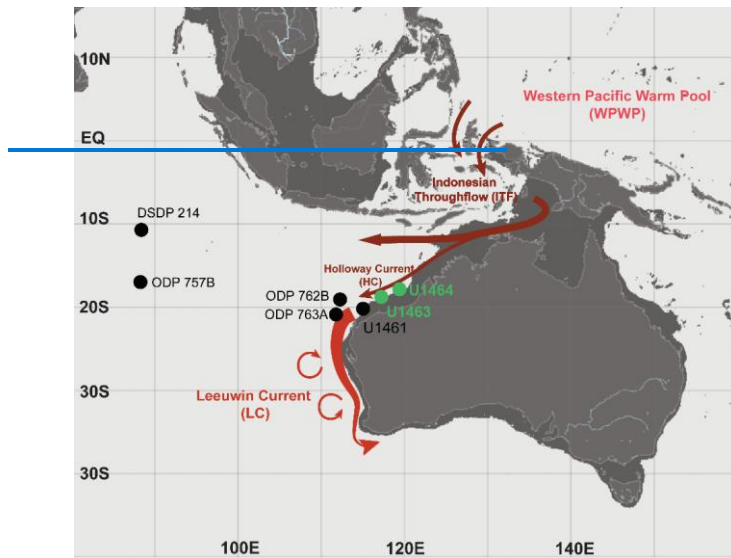 10N
Western Pacific Warm Pool
(WPWP)
EQ
Indonesian
Throughflow (ITF)
DSDP 214
10S
ODP 757B
Holloway Current
(HC)
U1464
ODP 762B
U1463
20S
ODP 763A
U1461
30S
Leeuwin Current
(LC)
30S
100E
120E
140E